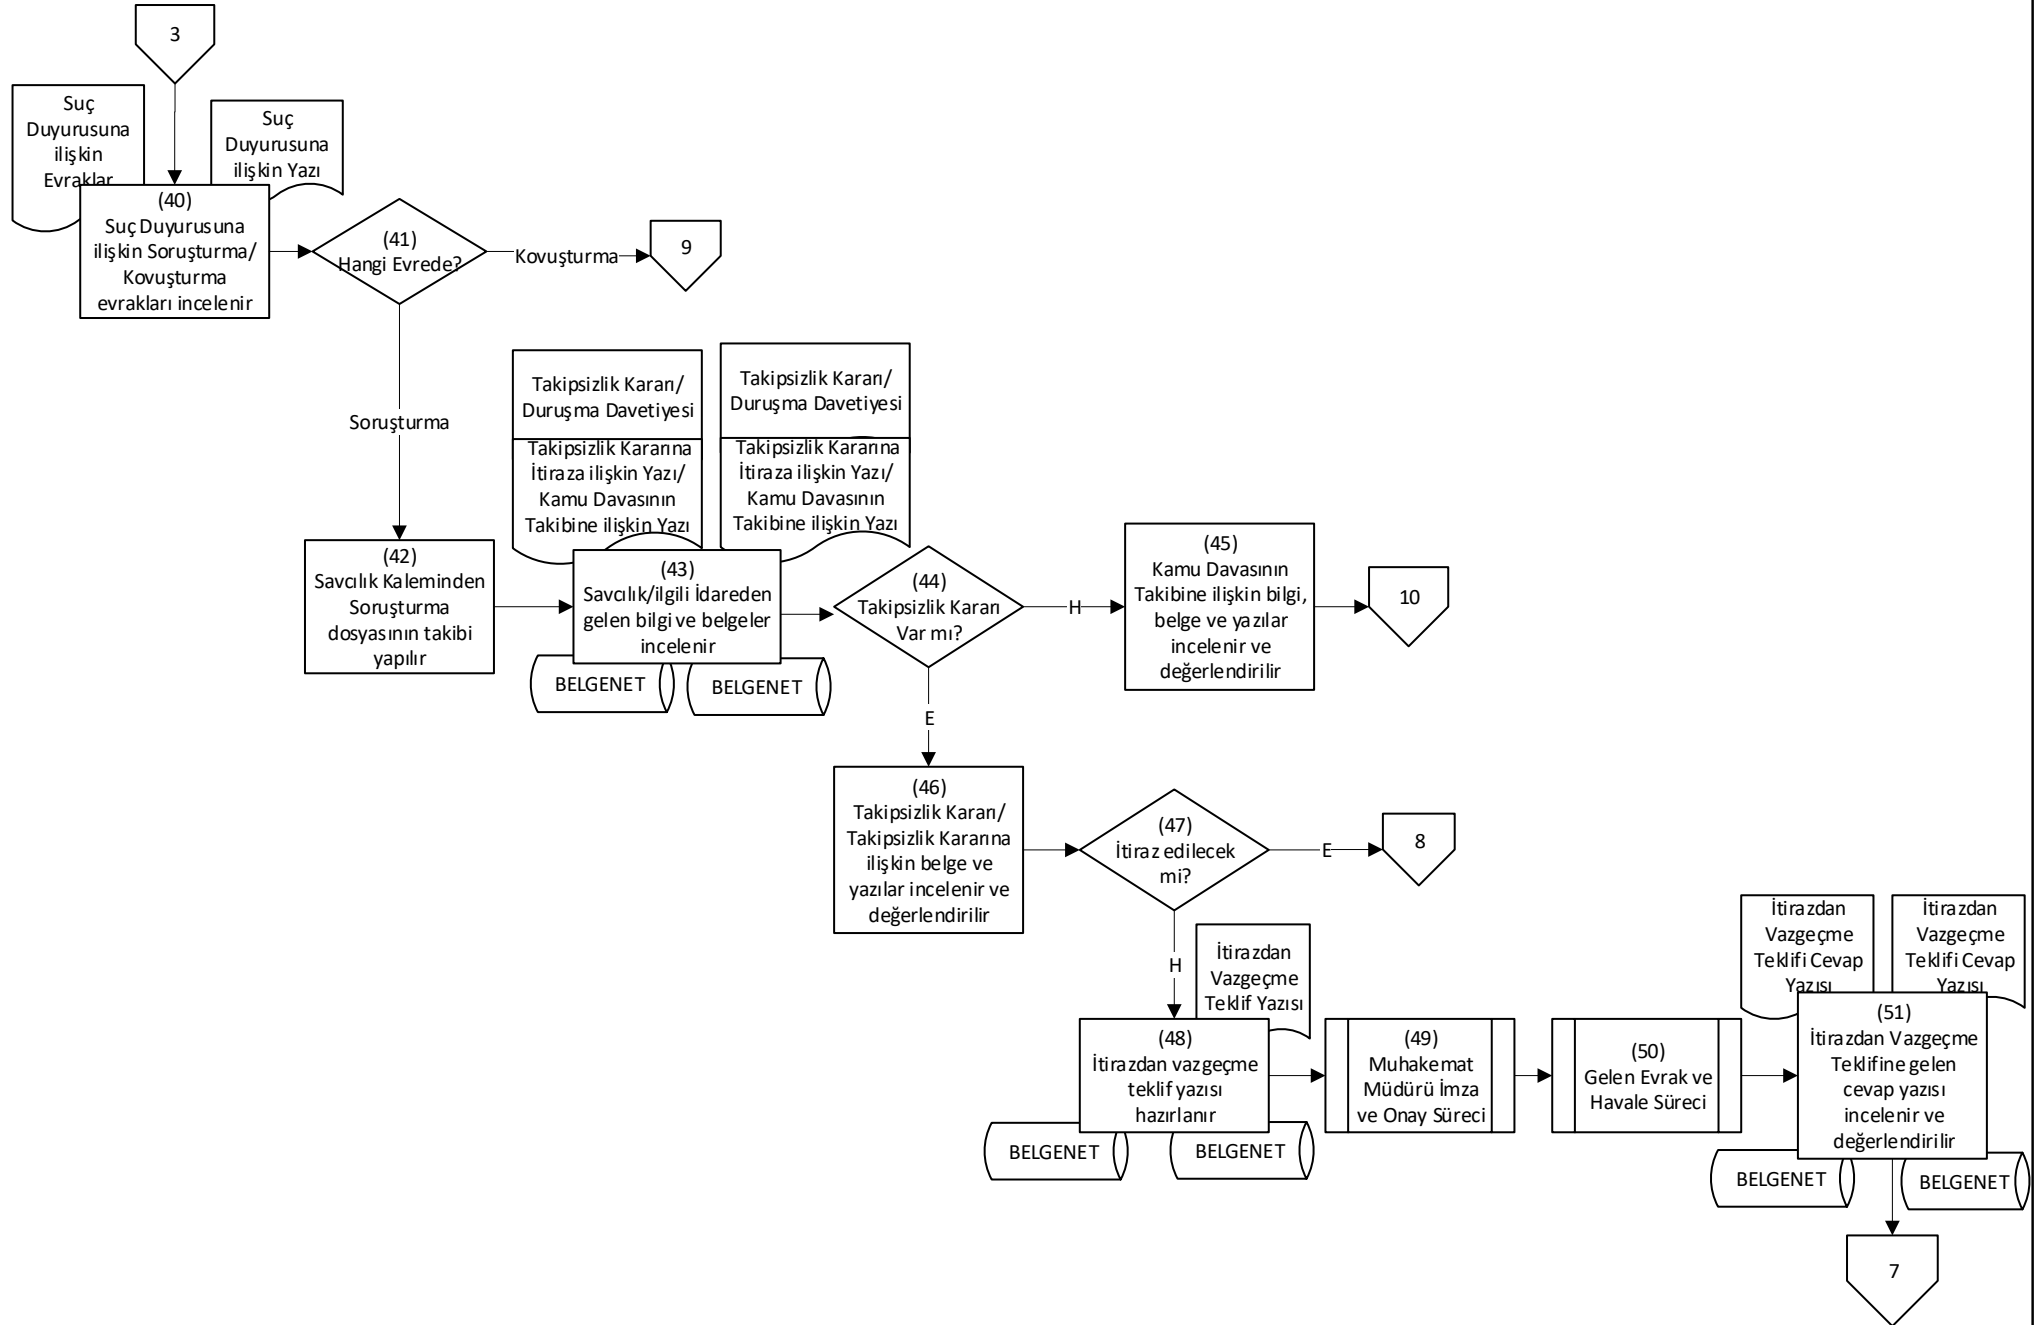 3
Suç
Duyurusuna
ilişkin
Evraklar
Suç
Duyurusuna
ilişkin Yazı
(40)
Suç Duyurusuna
ilişkin Soruşturma/
Kovuşturma
evrakları incelenir
(41)
Hangi Evrede?
Kovuşturma
9
Soruşturma
Takipsizlik Kararı/
Duruşma Davetiyesi
Takipsizlik Kararına
İtiraza ilişkin Yazı/
Kamu Davasının
Takibine ilişkin Yazı
Takipsizlik Kararı/
Duruşma Davetiyesi
Takipsizlik Kararına
İtiraza ilişkin Yazı/
Kamu Davasının
Takibine ilişkin Yazı
(42)
Savcılık Kaleminden
Soruşturma
dosyasının takibi
yapılır
(43)
Savcılık/ilgili İdareden
gelen bilgi ve belgeler
incelenir
BELGENET
BELGENET
(44)
Takipsizlik Kararı
Var mı?
H
(45)
Kamu Davasının
Takibine ilişkin bilgi,
belge ve yazılar
incelenir ve
değerlendirilir
10
E
(46)
Takipsizlik Kararı/
Takipsizlik Kararına
ilişkin belge ve
yazılar incelenir ve
değerlendirilir
(47)
İtiraz edilecek
mi?
E
8
H
İtirazdan
Vazgeçme
Teklif Yazısı
(48)
İtirazdan vazgeçme
teklif yazısı
hazırlanır
BELGENET
BELGENET
(49)
Muhakemat
Müdürü İmza
ve Onay Süreci
(50)
Gelen Evrak ve
Havale Süreci
İtirazdan
Vazgeçme
Teklifi Cevap
Yazısı
İtirazdan
Vazgeçme
Teklifi Cevap
Yazısı
(51)
İtirazdan Vazgeçme
Teklifine gelen
cevap yazısı
incelenir ve
değerlendirilir
BELGENET
BELGENET
7